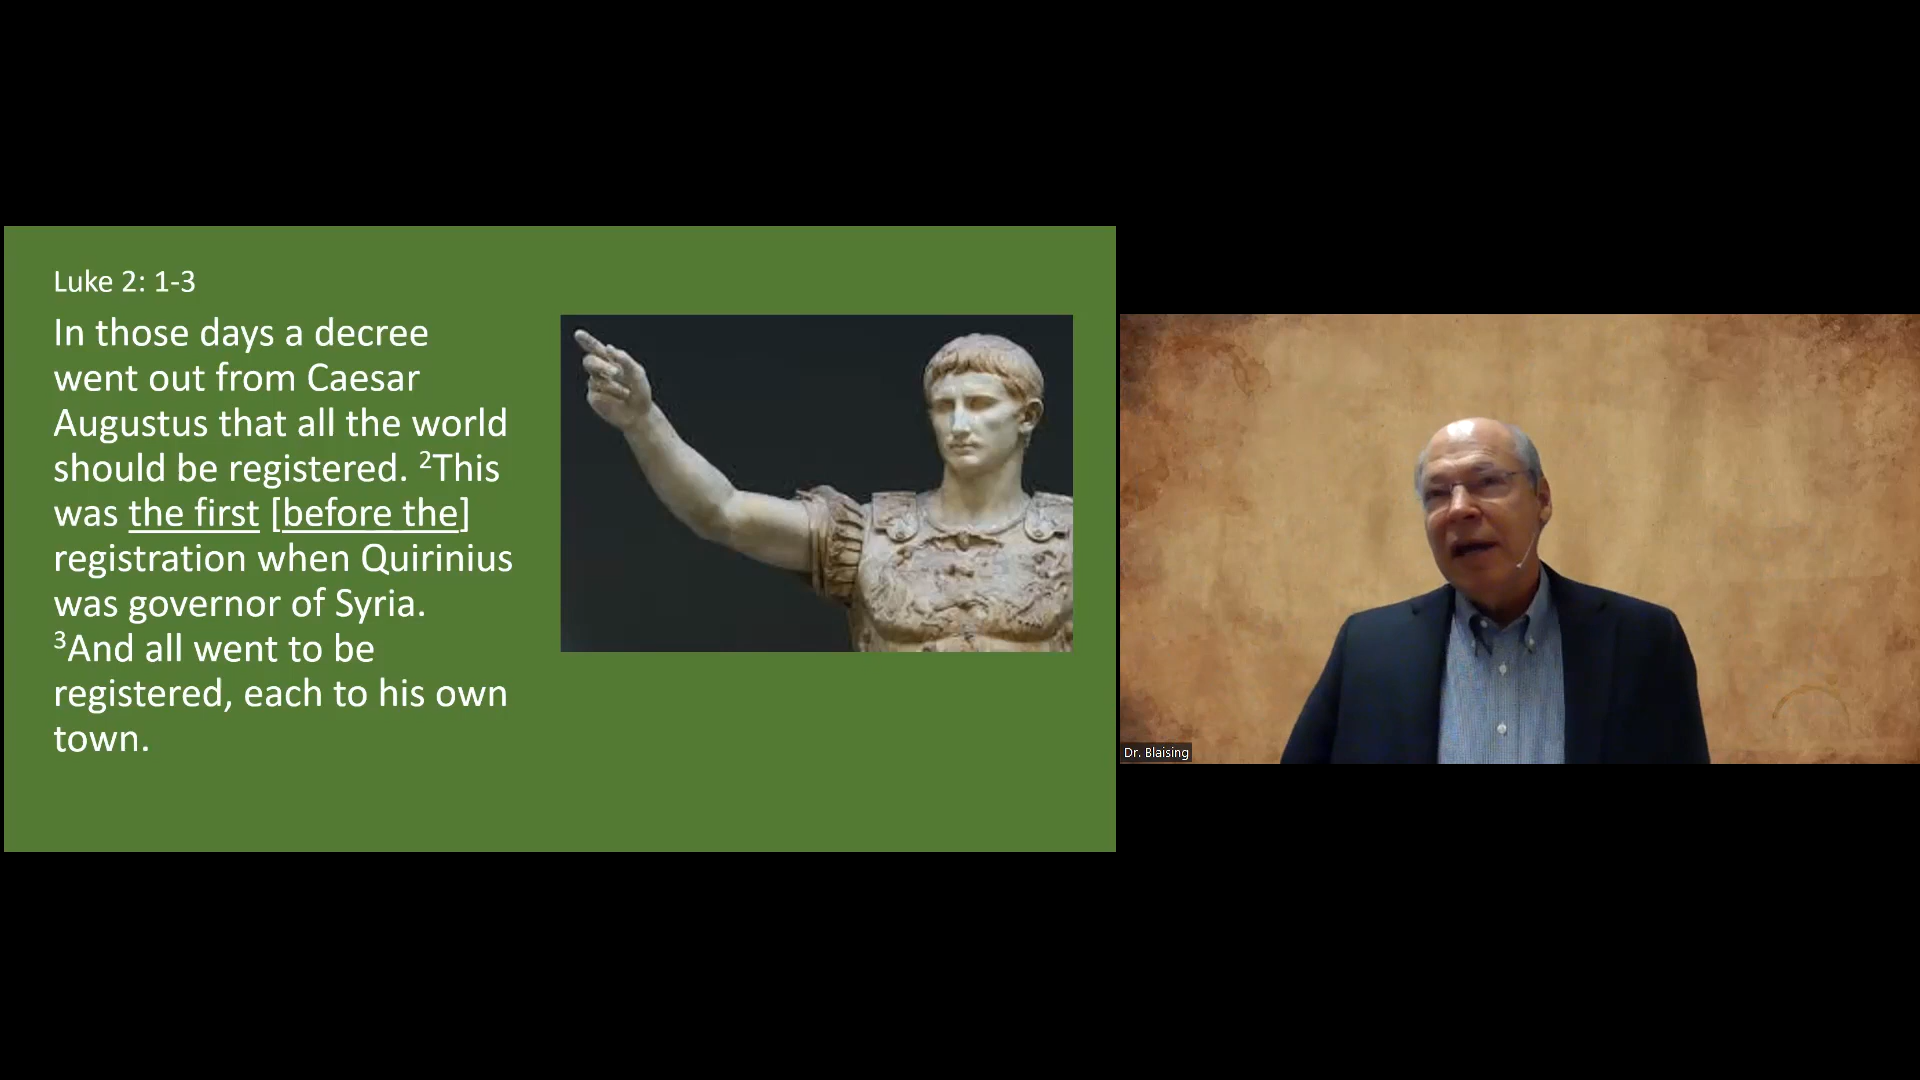 Luke 2: 1-3
In those days a decree
went out from Caesar
Augustus that all the world
should be registered. ²This
was the first [before the]
registration when Quirinius
was governor of Syria.
³And all went to be
registered, each to his own
town.
Dr. Blaising